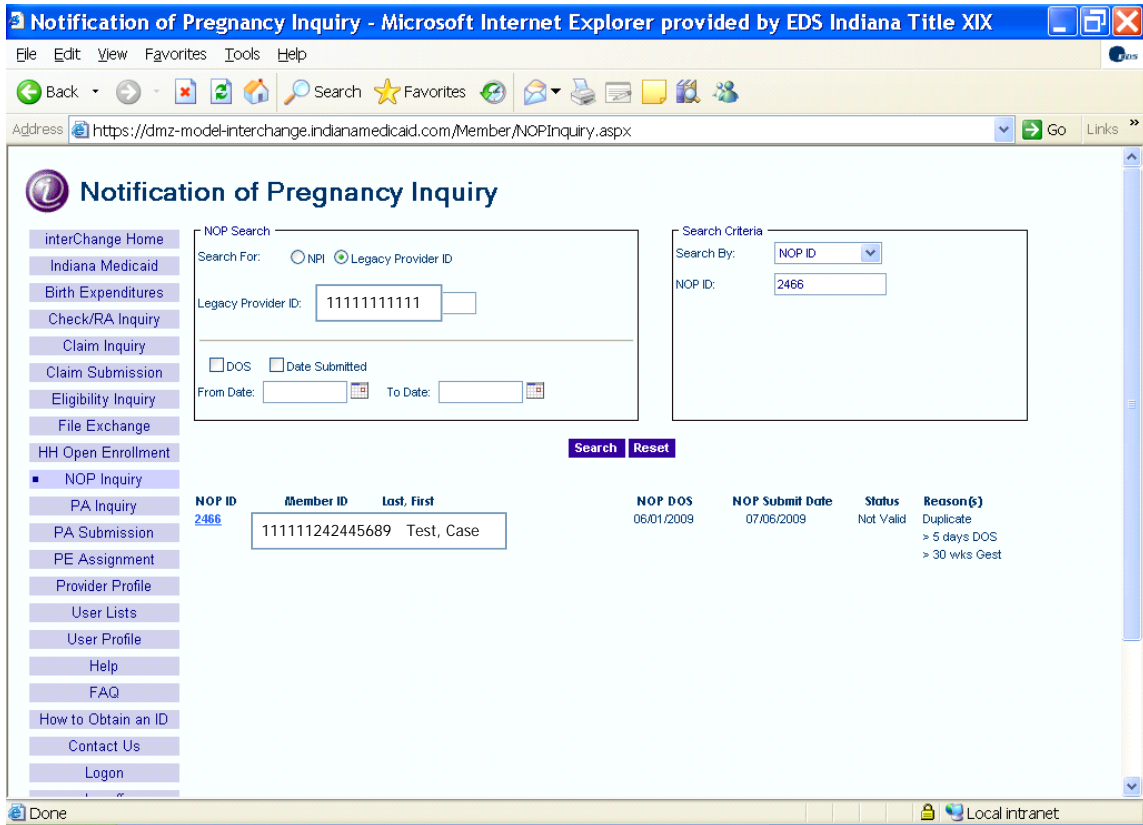 Notification of Pregnancy Inquiry - Microsoft Internet Explorer provided by EDS Indiana Title XIX
File Edit View Favorites Tools Help
EDS
Back Search Favorites
Address https://dmz-model-interchange.indianamedicaid.com/Member/NOPInquiry.aspx Go Links »
Notification of Pregnancy Inquiry
interChange Home
Indiana Medicaid
Birth Expenditures
Check/RA Inquiry
Claim Inquiry
Claim Submission
Eligibility Inquiry
File Exchange
HH Open Enrollment
NOP Inquiry
PA Inquiry
PA Submission
PE Assignment
Provider Profile
User Lists
User Profile
Help
FAQ
How to Obtain an ID
Contact Us
Logon
NOP Search
Search For: NPI Legacy Provider ID
Legacy Provider ID: 11111111111
DOS Date Submitted
From Date: To Date:
Search Criteria
Search By: NOP ID
NOP ID: 2466
Search Reset
NOP ID Member ID Last, First NOP DOS NOP Submit Date Status Reason(s)
2466 111111242445689 Test, Case 06/01/2009 07/06/2009 Not Valid Duplicate
> 5 days DOS
> 30 wks Gest
Done Local intranet